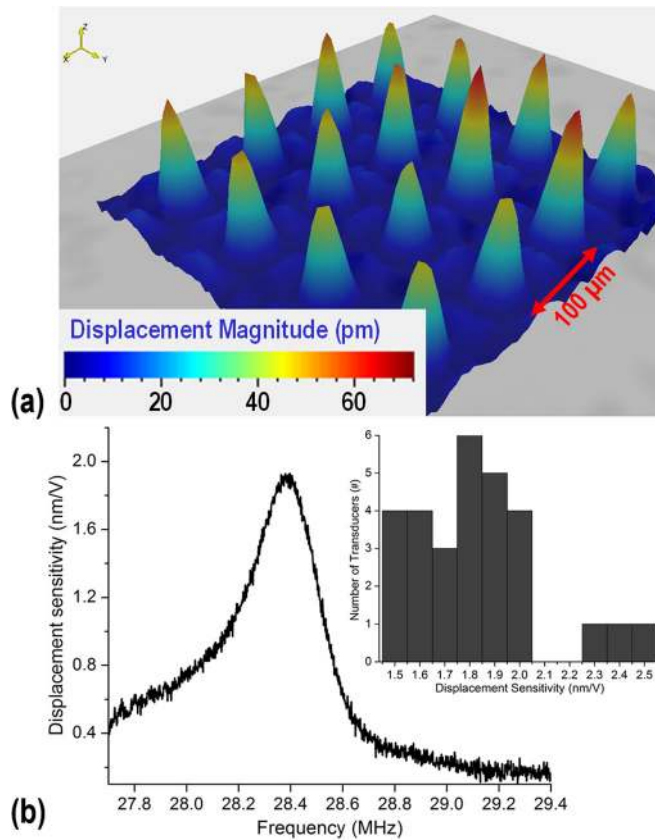 Z
X
Y
100 µm
Displacement Magnitude (pm)
0 20 40 60
(a)
Displacement sensitivity (nm/V)
2.0
1.6
1.2
0.8
0.4
27.8 28.0 28.2 28.4 28.6 28.8 29.0 29.2 29.4
Frequency (MHz)
Number of Transducers (#)
6
5
4
3
2
1
0
1.5 1.6 1.7 1.8 1.9 2.0 2.1 2.2 2.3 2.4 2.5
Displacement Sensitivity (nm/V)
(b)